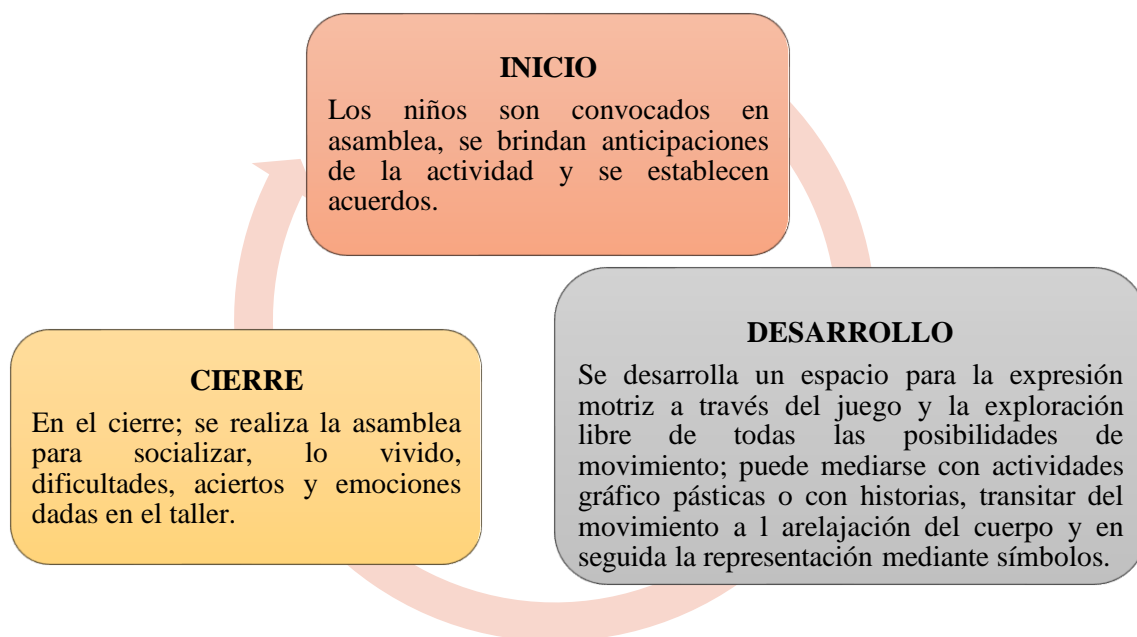 INICIO
Los niños son convocados en
asamblea, se brindan anticipaciones
de la actividad y se establecen
acuerdos.
DESARROLLO
Se desarrolla un espacio para la expresión
motriz a través del juego y la exploración
libre de todas las posibilidades de
movimiento; puede mediarse con actividades
gráfico pásticas o con historias, transitar del
movimiento a l arelajación del cuerpo y en
seguida la representación mediante símbolos.
CIERRE
En el cierre; se realiza la asamblea
para socializar, lo vivido,
dificultades, aciertos y emociones
dadas en el taller.